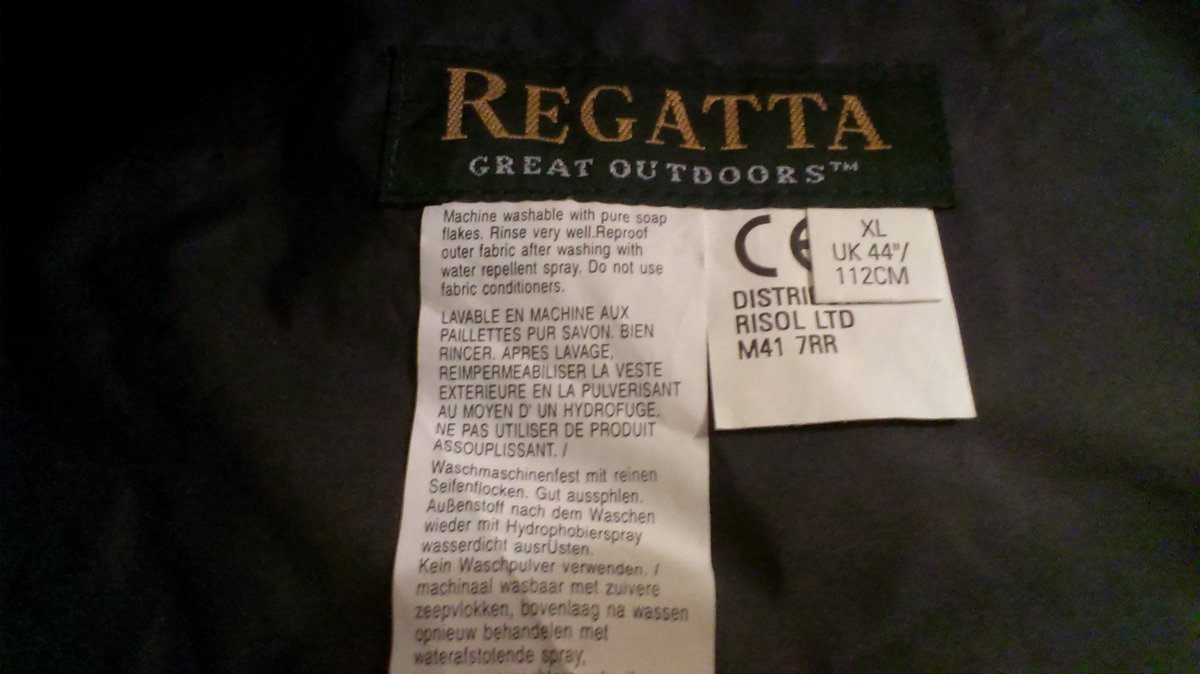 REGATTA
GREAT OUTDOORS™
Machine washable with pure soap
flakes. Rinse very well.Reproof
outer fabric after washing with
water repellent spray. Do not use
fabric conditioners.
LAVABLE EN MACHINE AUX
PAILLETTES PUR SAVON. BIEN
RINCER. APRES LAVAGE,
REIMPERMEABILISER LA VESTE
EXTERIEURE EN LA PULVERISANT
AU MOYEN D' UN HYDROFUGE.
NE PAS UTILISER DE PRODUIT
ASSOUPLISSANT. /
Waschmaschinenfest mit reinen
Seifenflocken. Gut aussphlen.
Außenstoff nach dem Waschen
wieder mit Hydrophobierspray
wasserdicht ausrÜsten.
Kein Waschpulver verwenden. /
machinaal wasbaar met zuivere
zeepvlokken, bovenlaag na wassen
opnieuw behandelen met
waterafstotende spray,
CE
DISTRI
RISOL LTD
M41 7RR
XL
UK 44"/
112CM